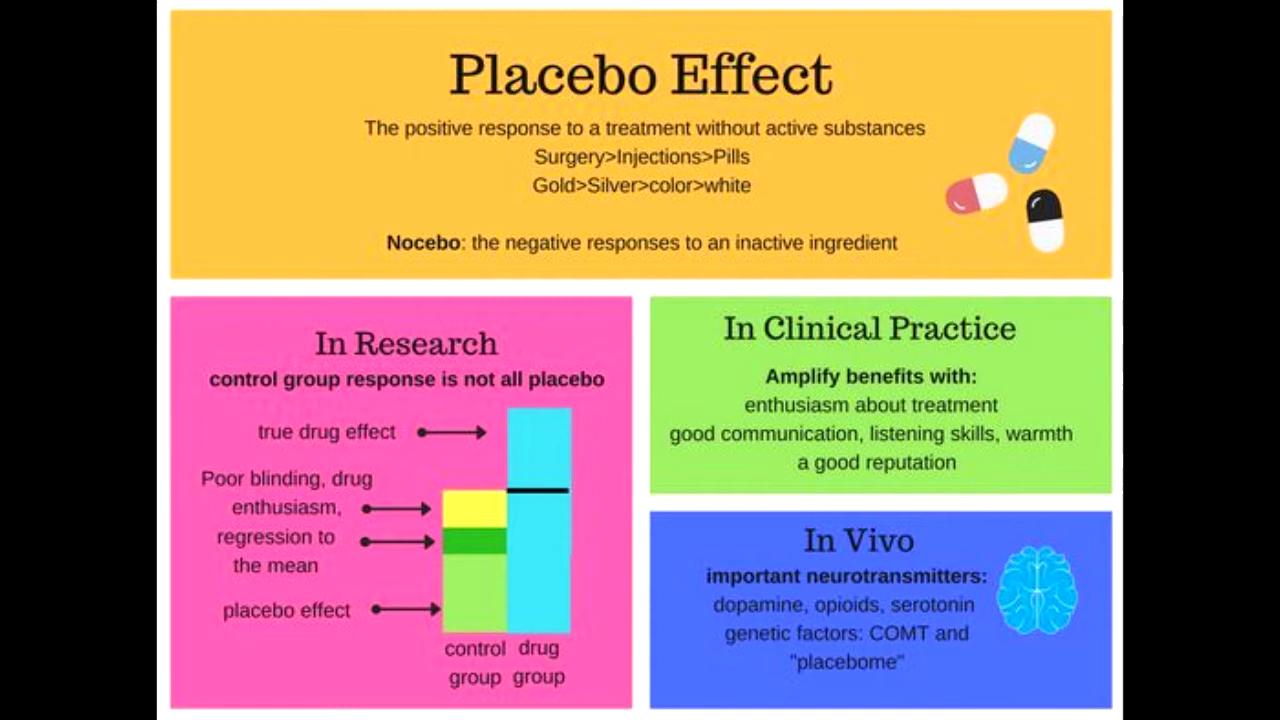 Placebo Effect
The positive response to a treatment without active substances
Surgery>Injections>Pills
Gold>Silver>color>white
Nocebo: the negative responses to an inactive ingredient
In Research
control group response is not all placebo
true drug effect
Poor blinding, drug
enthusiasm,
regression to
the mean
placebo effect
control group
drug group
In Clinical Practice
Amplify benefits with:
enthusiasm about treatment
good communication, listening skills, warmth
a good reputation
In Vivo
important neurotransmitters:
dopamine, opioids, serotonin
genetic factors: COMT and
"placebome"